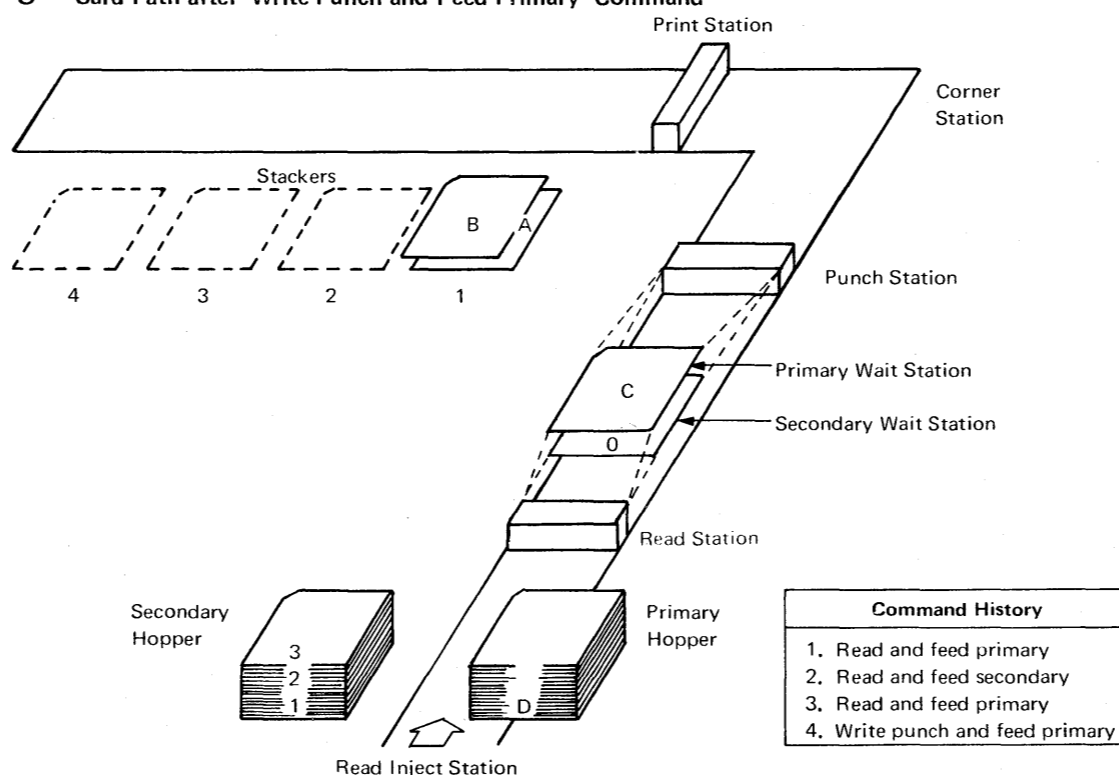 Card Path after "Write Punch and Feed Primary" Command
Print Station
Corner
Station
Stackers
B A
4 3 2 1
Punch Station
Primary Wait Station
C
Secondary Wait Station
0
Read Station
Secondary
Hopper
3
2
1
Primary
Hopper
D
Read Inject Station
Command History
1. Read and feed primary
2. Read and feed secondary
3. Read and feed primary
4. Write punch and feed primary